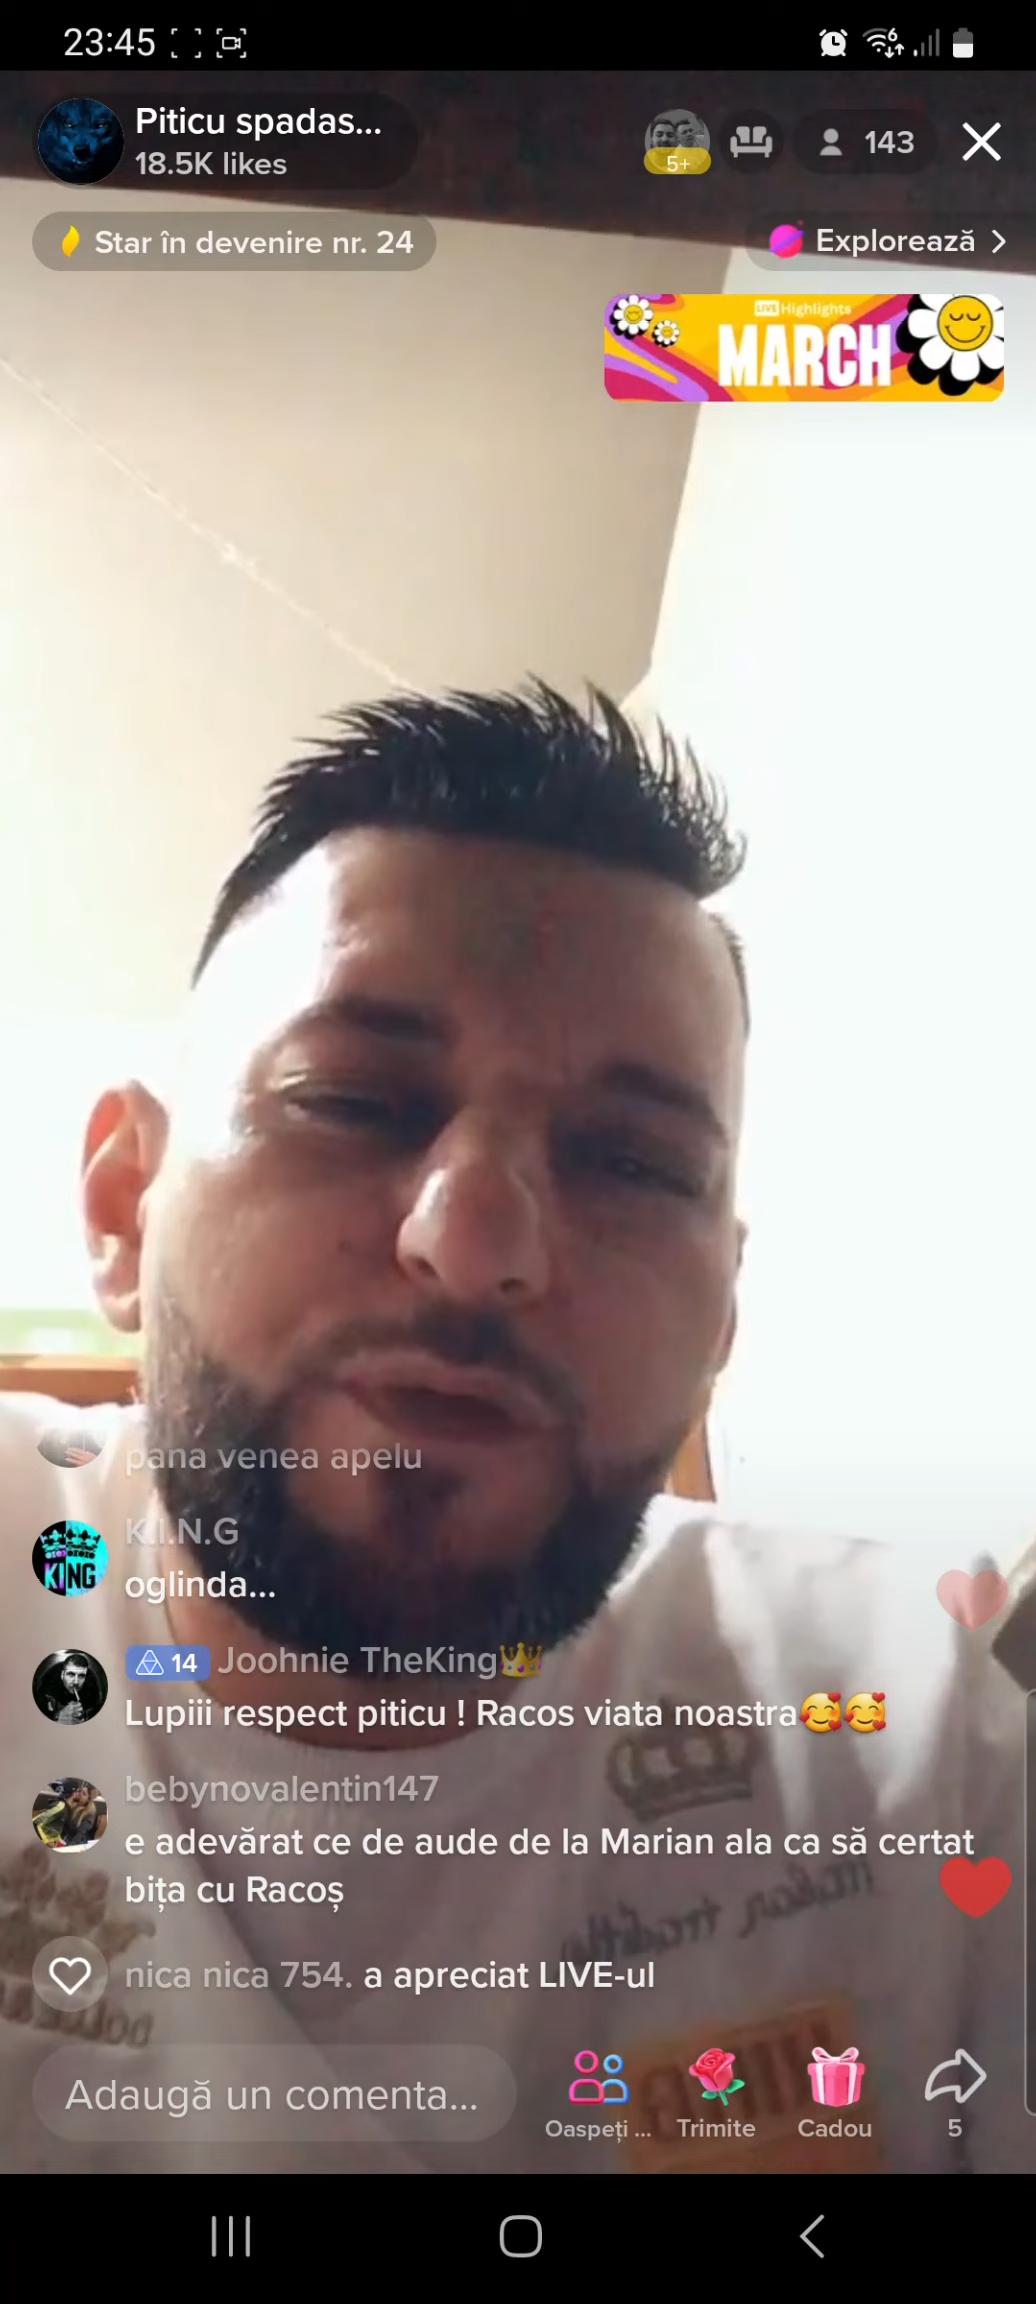 23:45
6
Piticu spadas...
18.5K likes
5+
143
Star în devenire nr. 24
Explorează
LIVE Highlights
MARCH
pana venea apelu
K.I.N.G
KING
oglinda...
14 Joohnie TheKing👑
Lupiii respect piticu ! Racos viata noastra🥰🥰
bebynovalentin147
e adevărat ce de aude de la Marian ala ca să certat
bița cu Racoș
nica nica 754. a apreciat LIVE-ul
Adaugă un comenta...
Oaspeți ...
Trimite
Cadou
5